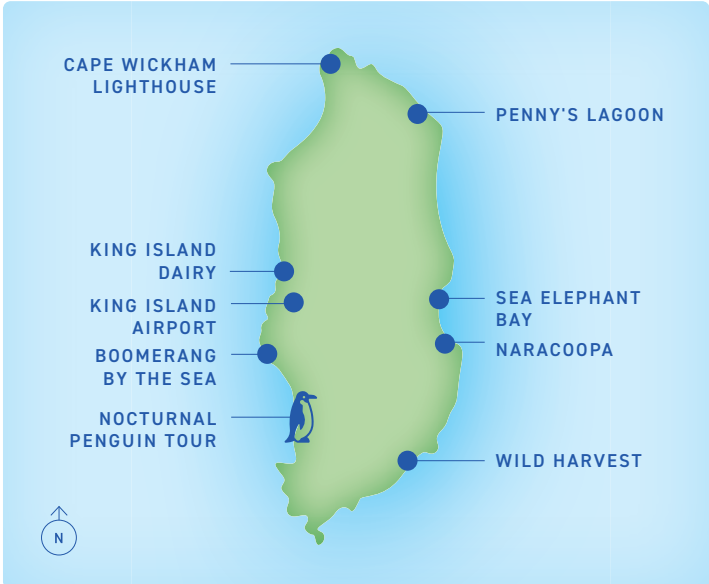 CAPE WICKHAM
LIGHTHOUSE
PENNY'S LAGOON
KING ISLAND
DAIRY
KING ISLAND
AIRPORT
SEA ELEPHANT
BAY
BOOMERANG
BY THE SEA
NARACOOPA
NOCTURNAL
PENGUIN TOUR
WILD HARVEST
N